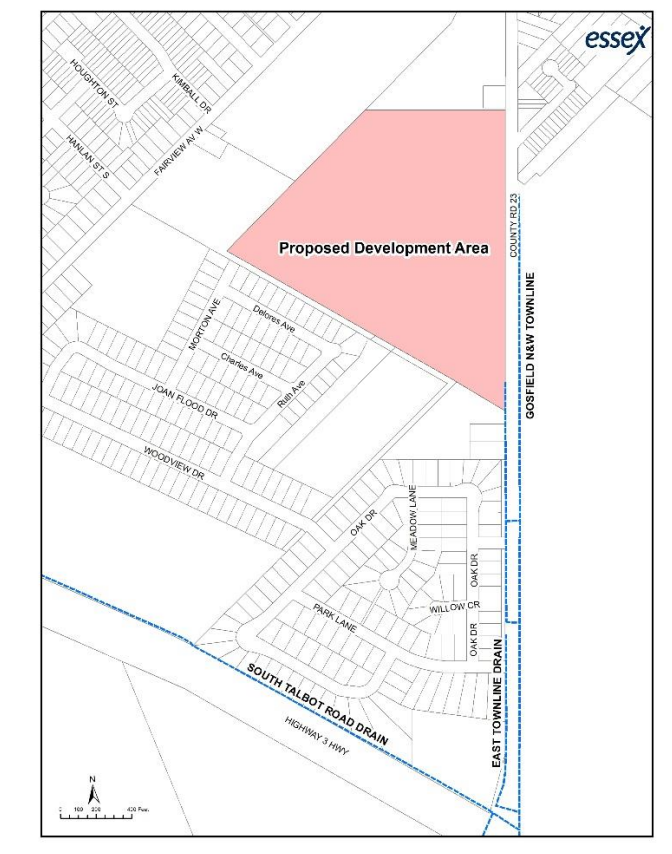 essex
HOUGHTON ST
KIMBALL DR
FAIRVIEW AV W
HANLAN ST S
COUNTY RD 23
Proposed Development Area
GOSFIELD N&W TOWNLINE
MORTON AVE
Delores Ave
Charles Ave
Ruth Ave
JOAN FLOOD DR
WOODVIEW DR
OAK DR
MEADOW LANE
OAK DR
WILLOW CR
PARK LANE
OAK DR
EAST TOWNLINE DRAIN
SOUTH TALBOT ROAD DRAIN
HIGHWAY 3 HWY
N